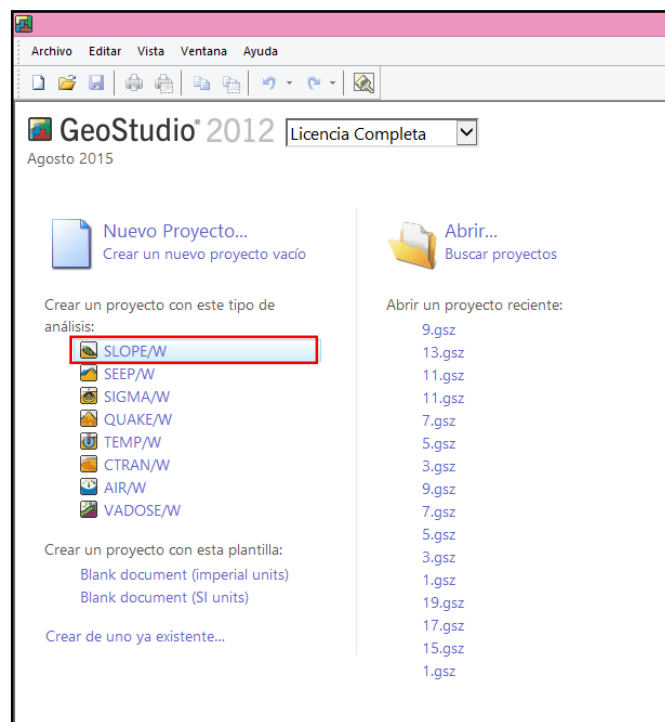 Archivo Editar Vista Ventana Ayuda
GeoStudio 2012 Licencia Completa
Agosto 2015
Nuevo Proyecto...
Crear un nuevo proyecto vacío
Crear un proyecto con este tipo de
análisis:
SLOPE/W
SEEP/W
SIGMA/W
QUAKE/W
TEMP/W
CTRAN/W
AIR/W
VADOSE/W
Crear un proyecto con esta plantilla:
Blank document (imperial units)
Blank document (SI units)
Crear de uno ya existente...
Abrir...
Buscar proyectos
Abrir un proyecto reciente:
9.gsz
13.gsz
11.gsz
11.gsz
7.gsz
5.gsz
3.gsz
9.gsz
7.gsz
5.gsz
3.gsz
1.gsz
19.gsz
17.gsz
15.gsz
1.gsz